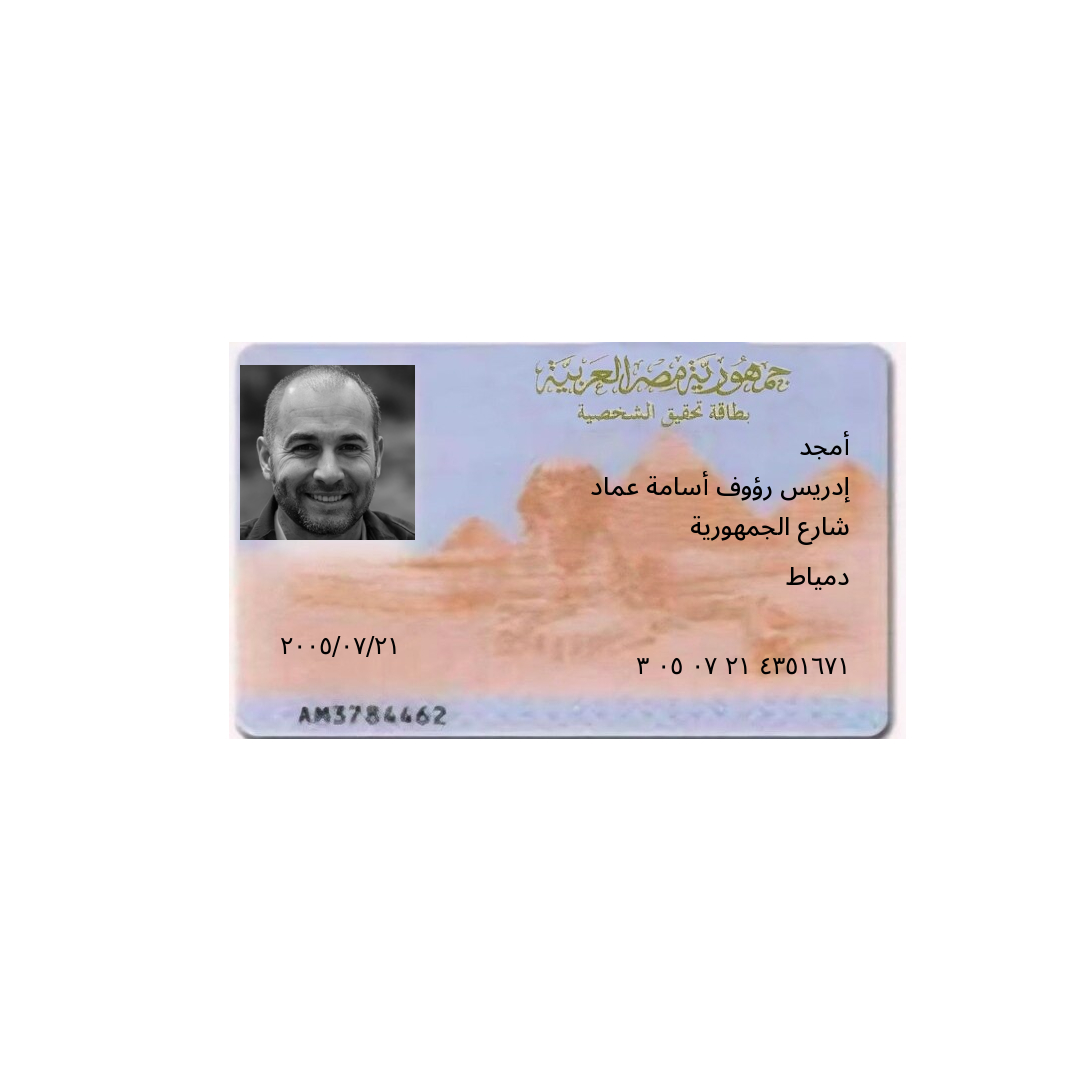 جمهورية مصر العربية
بطاقة تحقيق الشخصية
أمجد
إدريس رؤوف أسامة عماد
شارع الجمهورية
دمياط
٢٠٠٥/٠٧/٢١
٣ ٠٥ ٠٧ ٢١ ٤٣٥١٦٧١
AM3784462